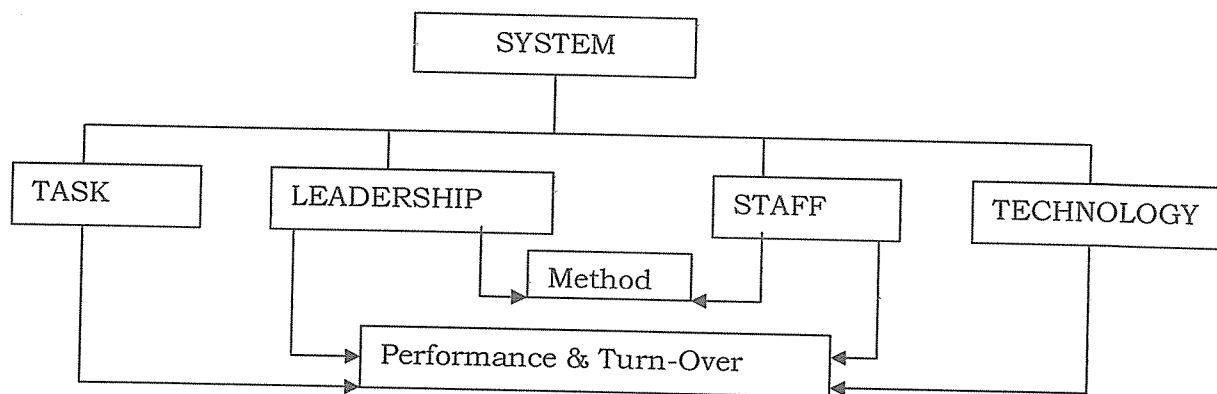 SYSTEM
TASK
LEADERSHIP
STAFF
TECHNOLOGY
Method
Performance & Turn-Over